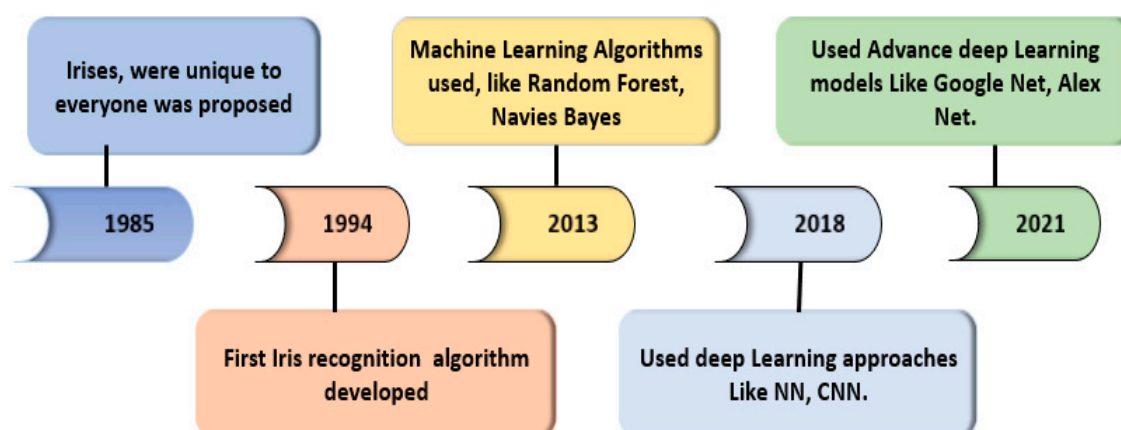 Irises, were unique to
everyone was proposed
Machine Learning Algorithms
used, like Random Forest,
Navies Bayes
Used Advance deep Learning
models Like Google Net, Alex
Net.
1985
1994
2013
2018
2021
First Iris recognition algorithm
developed
Used deep Learning approaches
Like NN, CNN.